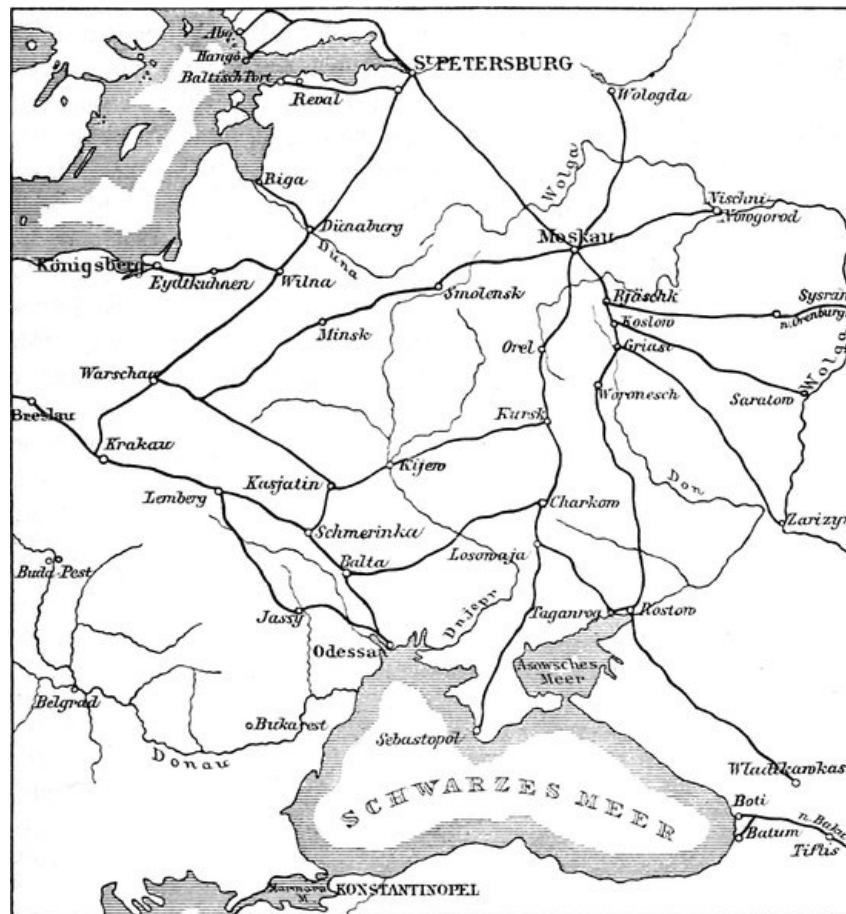 Abo
Hangö
Baltisch Port
Reval
St. PETERSBURG
Wologda
Riga
Wolga
Nischni-
Nowgorod
Dünaburg
Düna
Moskau
Königsberg
Eydtkuhnen
Wilna
Smolensk
Rjäschk
Sysran
n. Orenburg
Minsk
Koslow
Orel
Griasi
Wolga
Warschau
Woronesch
Saratow
Breslau
Kursk
Krakau
Kasjatin
Kijew
Don
Lemberg
Charkow
Zarizyn
Schmerinka
Losowaja
Buda Pest
Balta
Jassy
Dnjepr
Taganrog
Rostow
Odessa
Asowsches
Meer
Belgrad
Bukarest
Donau
Sebastopol
Wladikawkas
SCHWARZES MEER
Boti
n. Baku
Batum
Tiflis
Marmara
M.
KONSTANTINOPEL